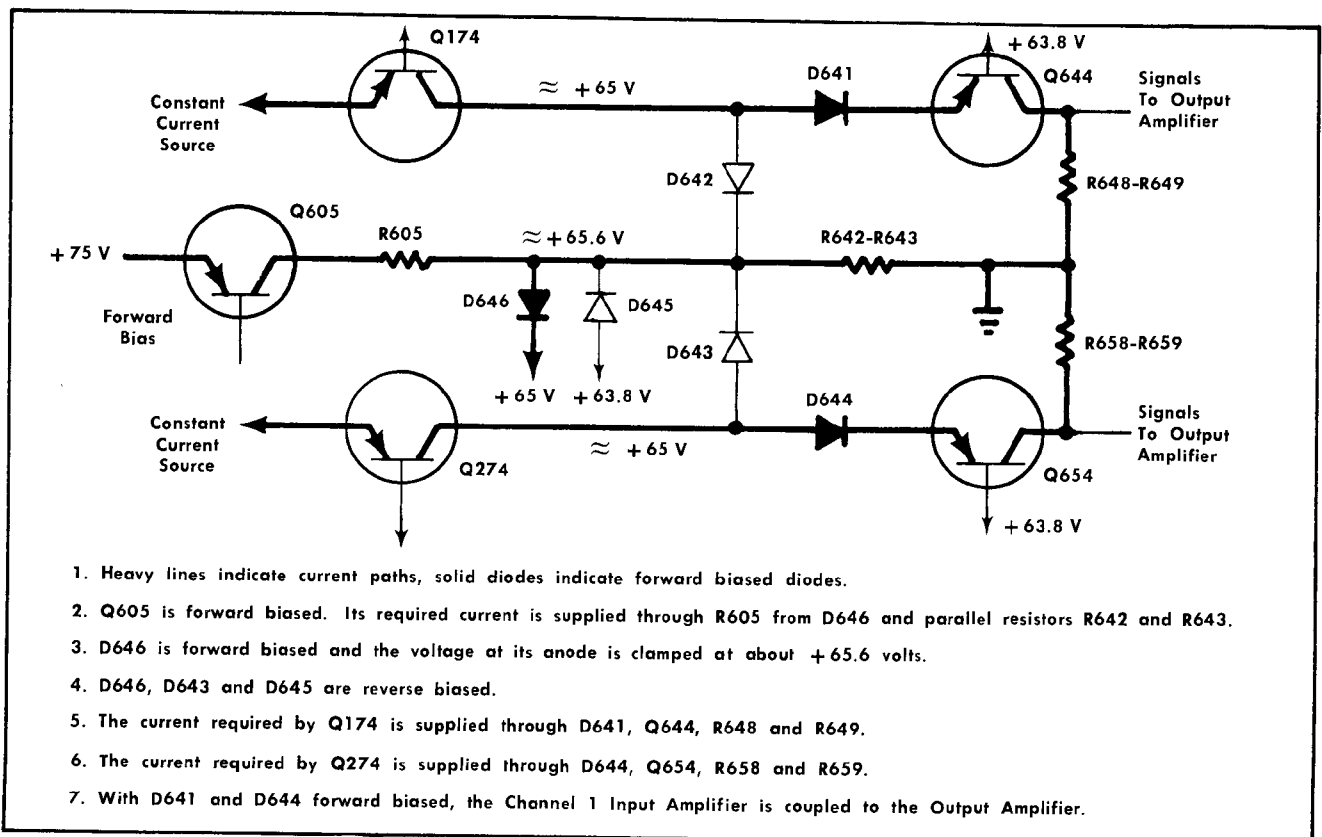 Q174
+ 63.8 V
D641
Q644
Signals
To Output
Amplifier
Constant
Current
Source
≈ +65 V
D642
R648-R649
Q605
+75 V
R605
≈ +65.6 V
R642-R643
D646
D645
Forward
Bias
D643
R658-R659
+65 V
+63.8 V
D644
Constant
Current
Source
≈ +65 V
Signals
To Output
Amplifier
Q274
Q654
+63.8 V
1. Heavy lines indicate current paths, solid diodes indicate forward biased diodes.
2. Q605 is forward biased. Its required current is supplied through R605 from D646 and parallel resistors R642 and R643.
3. D646 is forward biased and the voltage at its anode is clamped at about +65.6 volts.
4. D646, D643 and D645 are reverse biased.
5. The current required by Q174 is supplied through D641, Q644, R648 and R649.
6. The current required by Q274 is supplied through D644, Q654, R658 and R659.
7. With D641 and D644 forward biased, the Channel 1 Input Amplifier is coupled to the Output Amplifier.